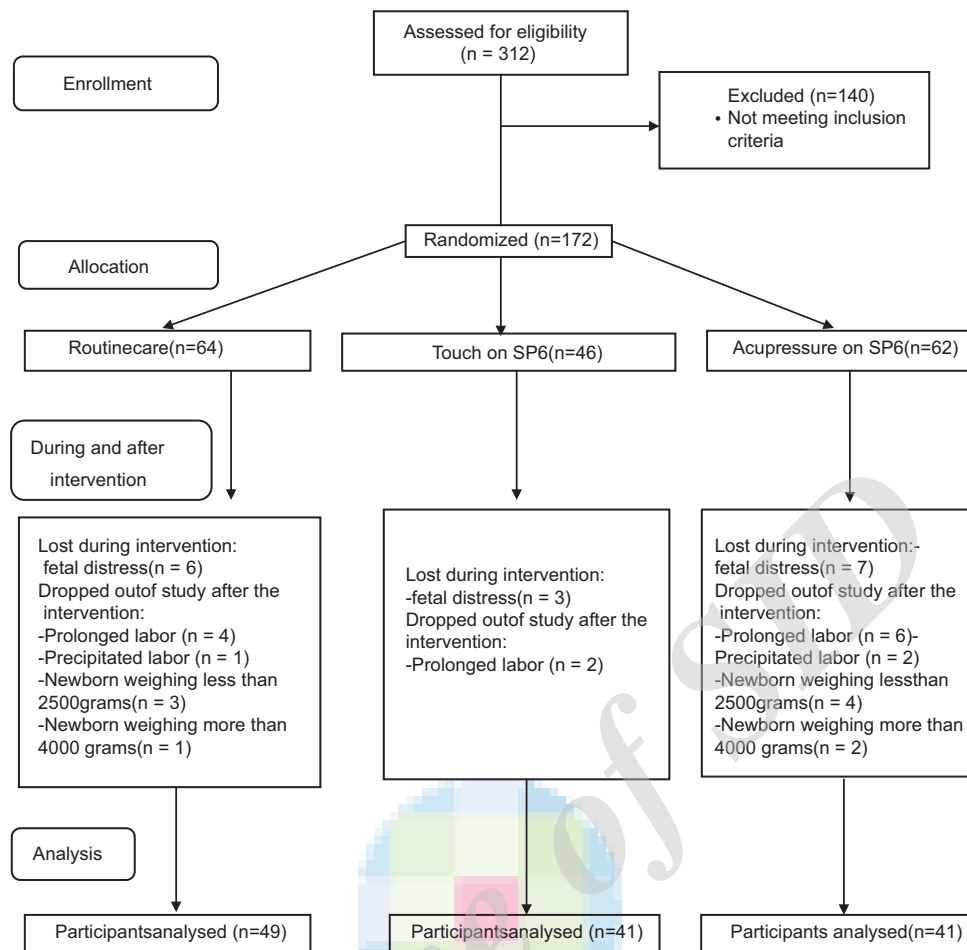 Assessed for eligibility
(n = 312)
Enrollment
Excluded (n=140)
• Not meeting inclusion
criteria
Randomized (n=172)
Allocation
Routinecare(n=64)
Touch on SP6(n=46)
Acupressure on SP6(n=62)
During and after
intervention
Lost during intervention:
fetal distress(n = 6)
Dropped outof study after the
intervention:
-Prolonged labor (n = 4)
-Precipitated labor (n = 1)
-Newborn weighing less than
2500grams(n = 3)
-Newborn weighing more than
4000 grams(n = 1)
Lost during intervention:
-fetal distress(n = 3)
Dropped outof study after the
intervention:
-Prolonged labor (n = 2)
Lost during intervention:-
fetal distress(n = 7)
Dropped outof study after the
intervention:
-Prolonged labor (n = 6)-
Precipitated labor (n = 2)
-Newborn weighing lessthan
2500grams(n = 4)
-Newborn weighing more than
4000 grams(n = 2)
Analysis
Participantsanalysed (n=49)
Participantsanalysed (n=41)
Participants analysed(n=41)
of SID